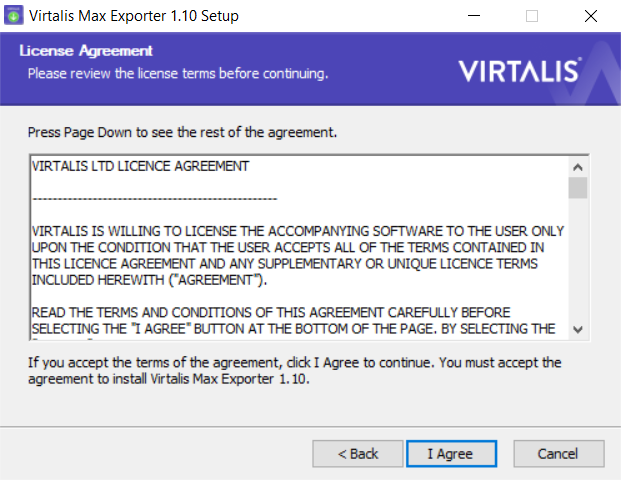 Virtalis Max Exporter 1.10 Setup
License Agreement
Please review the license terms before continuing.
VIRTALIS
Press Page Down to see the rest of the agreement.
VIRTALIS LTD LICENCE AGREEMENT
-------------------------------------------------
VIRTALIS IS WILLING TO LICENSE THE ACCOMPANYING SOFTWARE TO THE USER ONLY
UPON THE CONDITION THAT THE USER ACCEPTS ALL OF THE TERMS CONTAINED IN
THIS LICENCE AGREEMENT AND ANY SUPPLEMENTARY OR UNIQUE LICENCE TERMS
INCLUDED HEREWITH ("AGREEMENT").
READ THE TERMS AND CONDITIONS OF THIS AGREEMENT CAREFULLY BEFORE
SELECTING THE "I AGREE" BUTTON AT THE BOTTOM OF THE PAGE. BY SELECTING THE
If you accept the terms of the agreement, click I Agree to continue. You must accept the
agreement to install Virtalis Max Exporter 1.10.
< Back
I Agree
Cancel